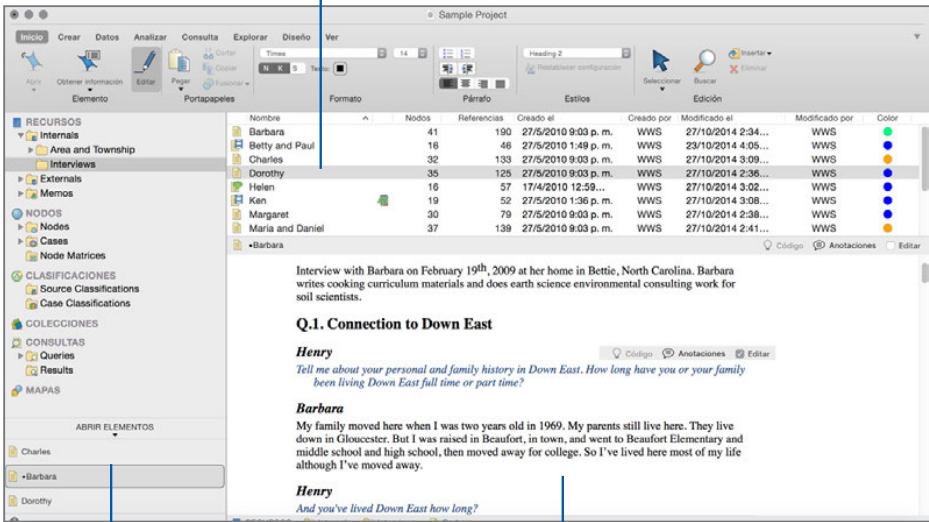 Sample Project
Inicio Crear Datos Analizar Consulta Explorar Diseño Ver
Abrir Obtener información Editar Pegar Cortar Copiar Fusionar Times 14 N K S Texto: Heading 2 Restablecer configuración Seleccionar Buscar Insertar Eliminar
Elemento Portapapeles Formato Párrafo Estilos Edición
RECURSOS
Internals
Area and Township
Interviews
Externals
Memos
NODOS
Nodes
Cases
Node Matrices
CLASIFICACIONES
Source Classifications
Case Classifications
COLECCIONES
CONSULTAS
Queries
Results
MAPAS
ABRIR ELEMENTOS
Charles
•Barbara
Dorothy
Nombre Nodos Referencias Creado el Creado por Modificado el Modificado por Color
Barbara 41 190 27/5/2010 9:03 p. m. WWS 27/10/2014 2:34... WWS
Betty and Paul 16 46 27/5/2010 1:49 p. m. WWS 23/10/2014 4:05... WWS
Charles 32 133 27/5/2010 9:03 p. m. WWS 27/10/2014 3:09... WWS
Dorothy 35 125 27/5/2010 9:03 p. m. WWS 27/10/2014 2:36... WWS
Helen 16 57 17/4/2010 12:59... WWS 27/10/2014 3:02... WWS
Ken 19 52 27/5/2010 1:36 p. m. WWS 27/10/2014 3:08... WWS
Margaret 30 79 27/5/2010 9:03 p. m. WWS 27/10/2014 2:38... WWS
Maria and Daniel 37 139 27/5/2010 9:03 p. m. WWS 27/10/2014 2:41... WWS
•Barbara Código Anotaciones Editar
Interview with Barbara on February 19th, 2009 at her home in Bettie, North Carolina. Barbara
writes cooking curriculum materials and does earth science environmental consulting work for
soil scientists.
Q.1. Connection to Down East
Henry Código Anotaciones Editar
Tell me about your personal and family history in Down East. How long have you or your family
been living Down East full time or part time?
Barbara
My family moved here when I was two years old in 1969. My parents still live here. They live
down in Gloucester. But I was raised in Beaufort, in town, and went to Beaufort Elementary and
middle school and high school, then moved away for college. So I've lived here most of my life
although I've moved away.
Henry
And you've lived Down East how long?